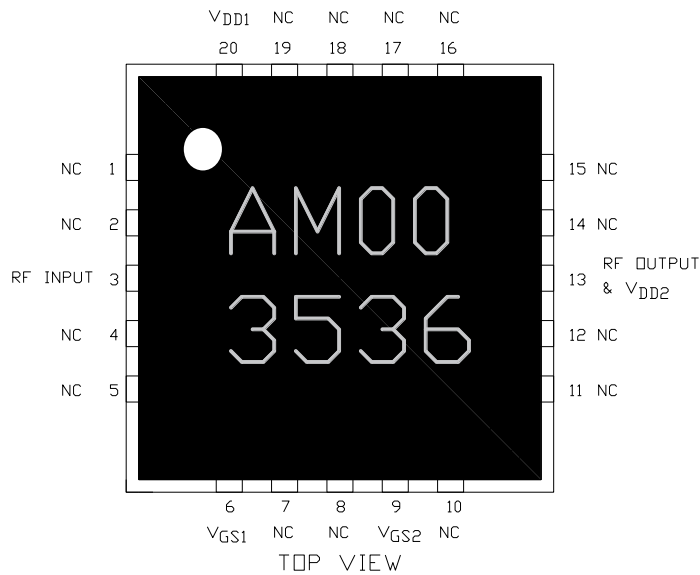 VDD1 NC NC NC NC
20 19 18 17 16
NC 1
NC 2
RF INPUT 3
NC 4
NC 5
AM00
3536
15 NC
14 NC
13 RF OUTPUT
& VDD2
12 NC
11 NC
6 7 8 9 10
VGS1 NC NC VGS2 NC
TOP VIEW